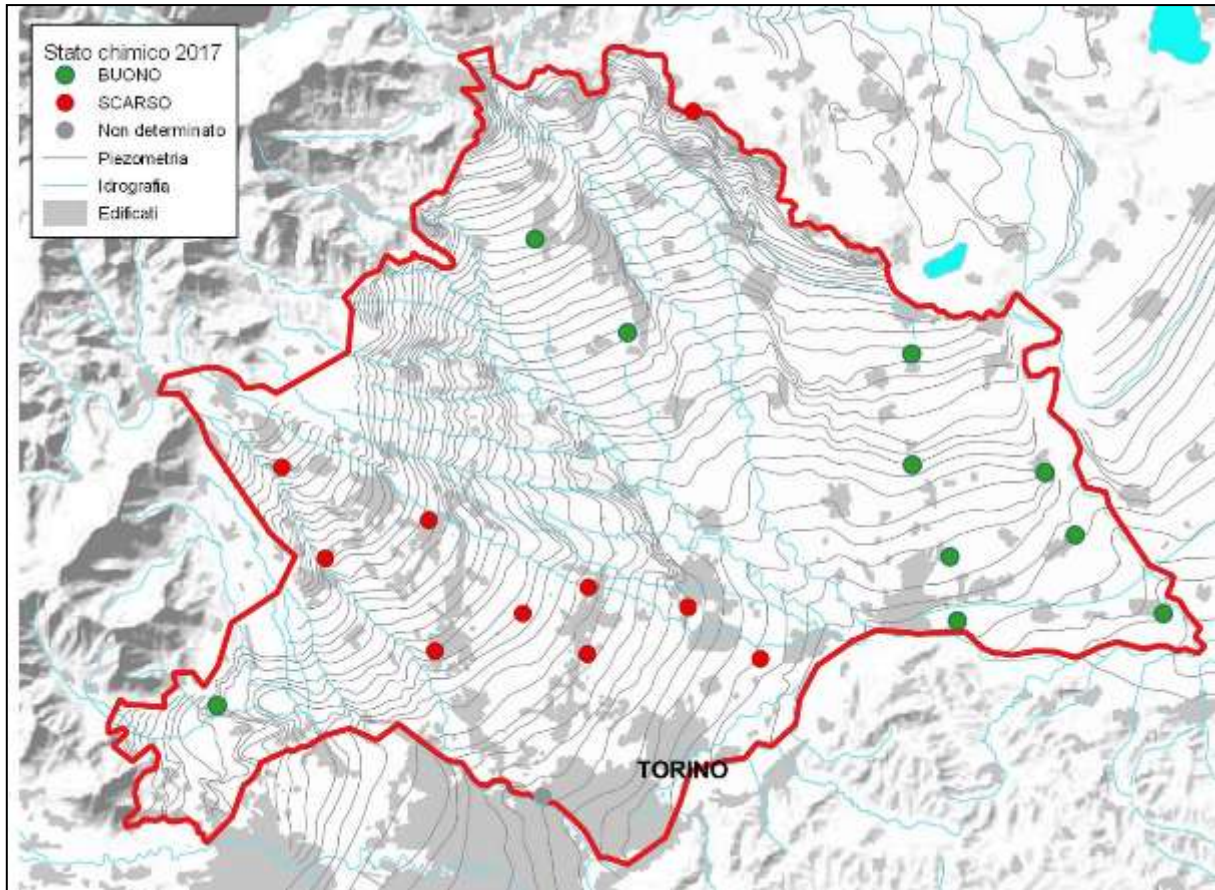 Stato chimico 2017
BUONO
SCARSO
Non determinato
Piezometria
Idrografia
Edificati
TORINO